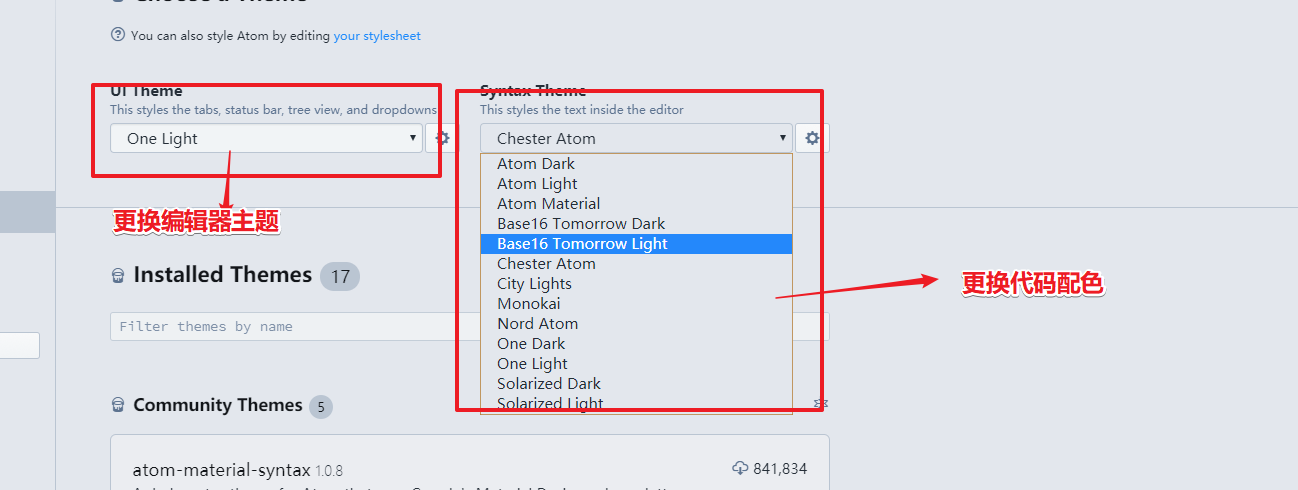 Choose a Theme
You can also style Atom by editing your stylesheet
UI Theme
This styles the tabs, status bar, tree view, and dropdowns
One Light
更换编辑器主题
Syntax Theme
This styles the text inside the editor
Chester Atom
Atom Dark
Atom Light
Atom Material
Base16 Tomorrow Dark
Base16 Tomorrow Light
Chester Atom
City Lights
Monokai
Nord Atom
One Dark
One Light
Solarized Dark
Solarized Light
更换代码配色
Installed Themes 17
Filter themes by name
Community Themes 5
atom-material-syntax 1.0.8
841,834